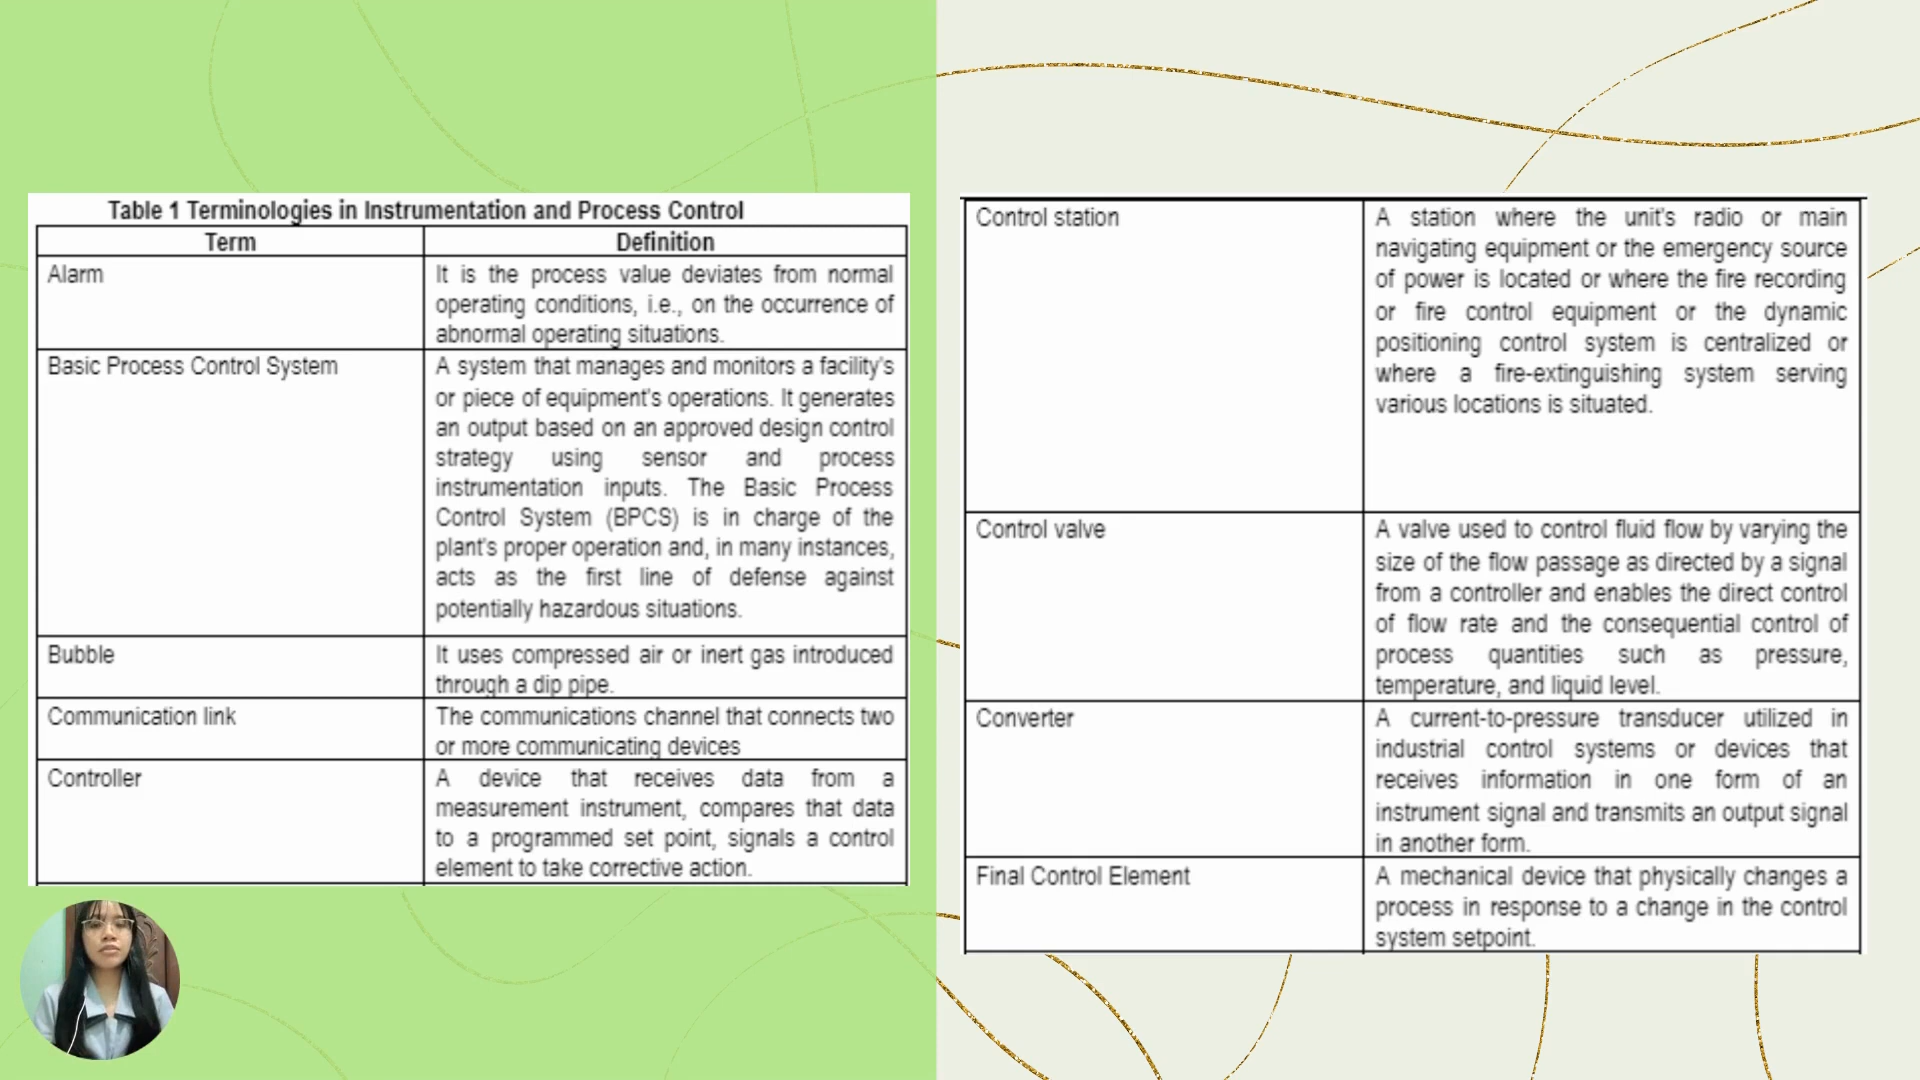 Table 1 Terminologies in Instrumentation and Process Control
Term Definition
Alarm It is the process value deviates from normal
operating conditions, i.e., on the occurrence of
abnormal operating situations.
Basic Process Control System A system that manages and monitors a facility's
or piece of equipment's operations. It generates
an output based on an approved design control
strategy using sensor and process
instrumentation inputs. The Basic Process
Control System (BPCS) is in charge of the
plant's proper operation and, in many instances,
acts as the first line of defense against
potentially hazardous situations.
Bubble It uses compressed air or inert gas introduced
through a dip pipe.
Communication link The communications channel that connects two
or more communicating devices
Controller A device that receives data from a
measurement instrument, compares that data
to a programmed set point, signals a control
element to take corrective action.
Control station A station where the unit's radio or main
navigating equipment or the emergency source
of power is located or where the fire recording
or fire control equipment or the dynamic
positioning control system is centralized or
where a fire-extinguishing system serving
various locations is situated.
Control valve A valve used to control fluid flow by varying the
size of the flow passage as directed by a signal
from a controller and enables the direct control
of flow rate and the consequential control of
process quantities such as pressure,
temperature, and liquid level.
Converter A current-to-pressure transducer utilized in
industrial control systems or devices that
receives information in one form of an
instrument signal and transmits an output signal
in another form.
Final Control Element A mechanical device that physically changes a
process in response to a change in the control
system setpoint.